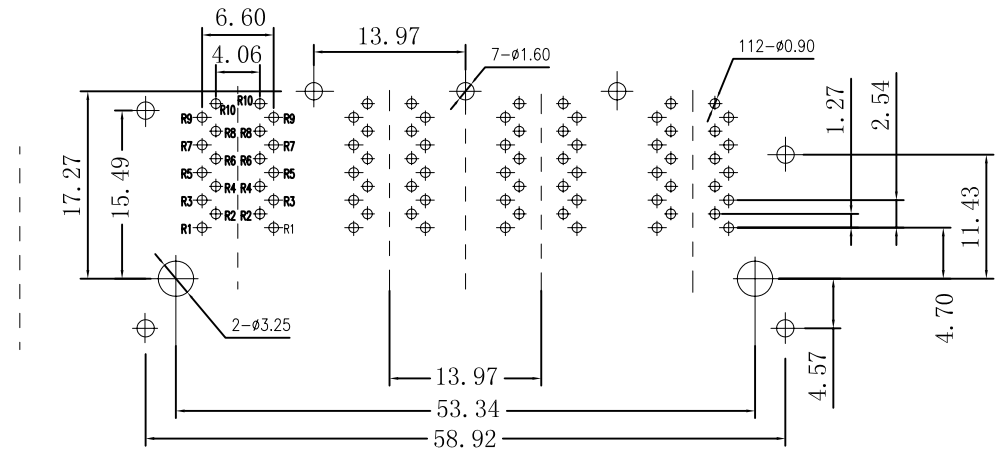 6.60
13.97
7-ø1.60
112-ø0.90
4.06
R10 R10
R10
R9 R9
R8 R8
R7 R7
R6 R6
R5 R5
R4 R4
R3 R3
R2 R2
R1 R1
17.27
15.49
1.27
2.54
11.43
4.70
4.57
2-ø3.25
13.97
53.34
58.92